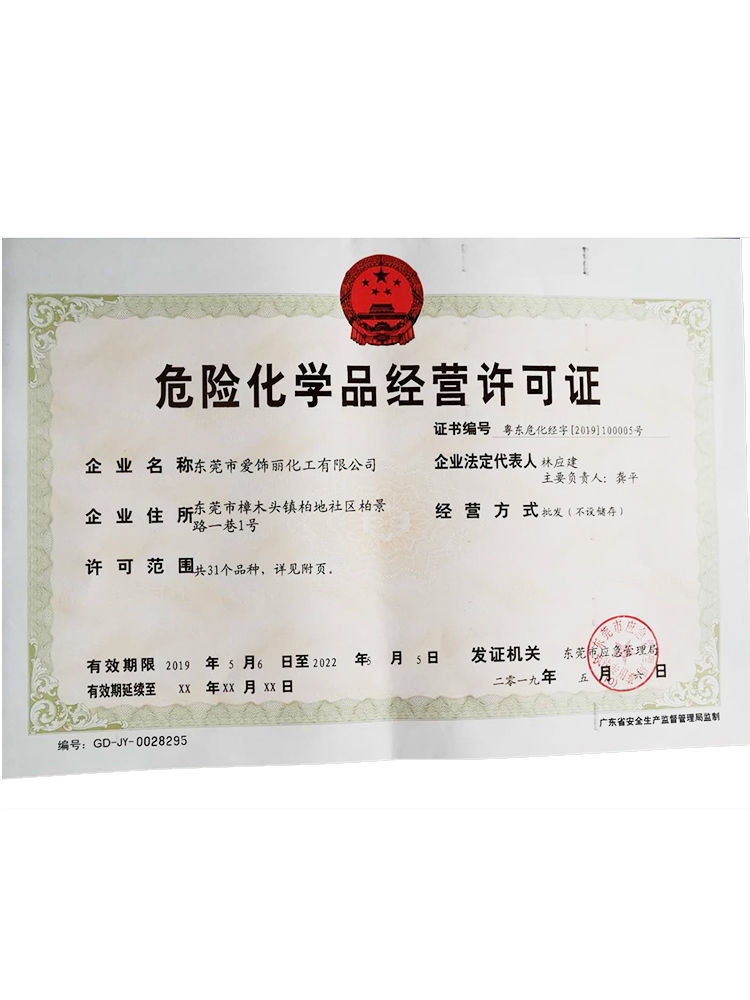 危险化学品经营许可证
证书编号 粤东危化经字[2019]100005号
企业名称 东莞市爱饰丽化工有限公司
企业法定代表人 林应建
主要负责人：龚平
企业住所 东莞市樟木头镇柏地社区柏景
路一巷1号
经营方式 批发（不设储存）
许可范围 共31个品种，详见附页。
有效期限 2019 年 5 月 6 日至 2022 年 5 月 5 日
有效期延续至 XX 年 XX 月 XX 日
发证机关 东莞市应急管理局
二零一九年 五 月 六 日
广东省安全生产监督管理局监制
编号：GD-JY-0028295